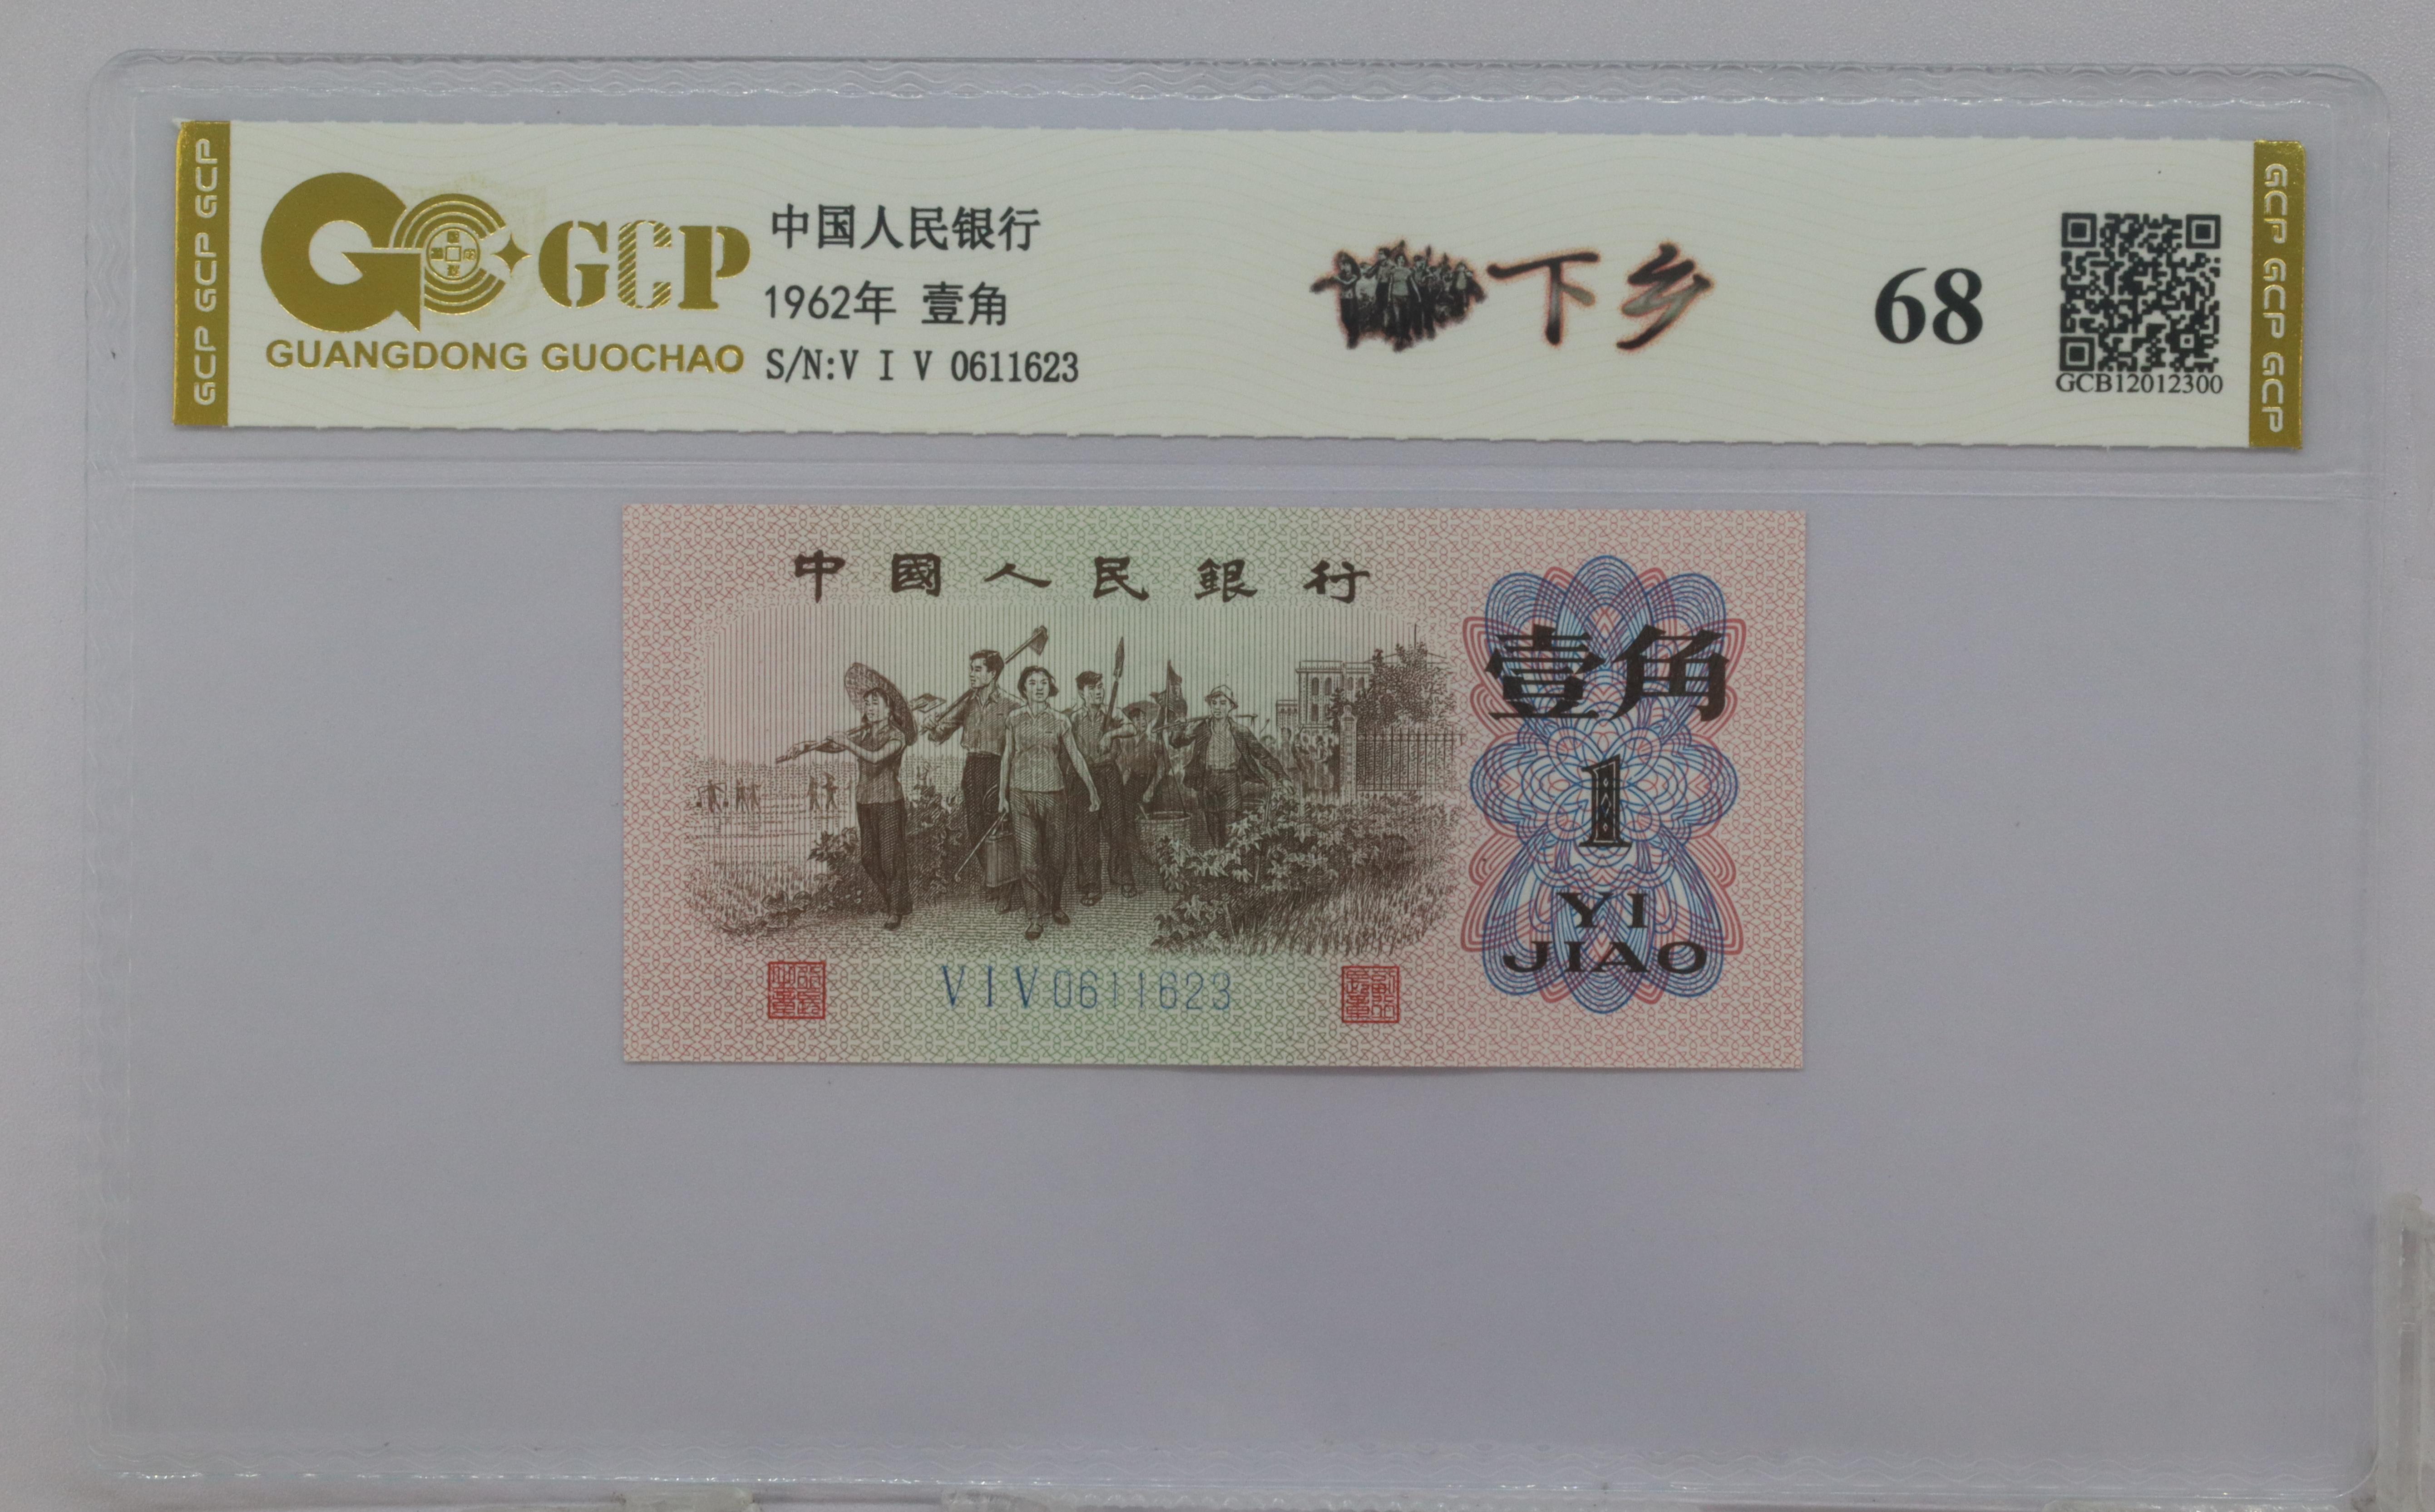 GCP GCP GCP
GCP
GUANGDONG GUOCHAO
中国人民银行
1962年 壹角
S/N:V I V 0611623
下乡
68
GCB12012300
GCP GCP GCP
中國人民銀行
壹角
1
YI
JIAO
V I V 0611623